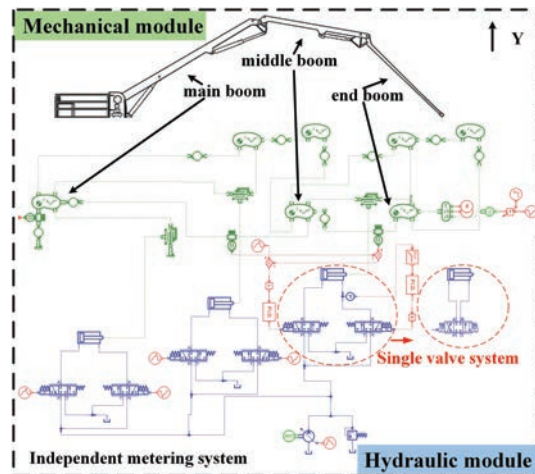 Mechanical module
Y
middle boom
main boom
end boom
Single valve system
Independent metering system
Hydraulic module